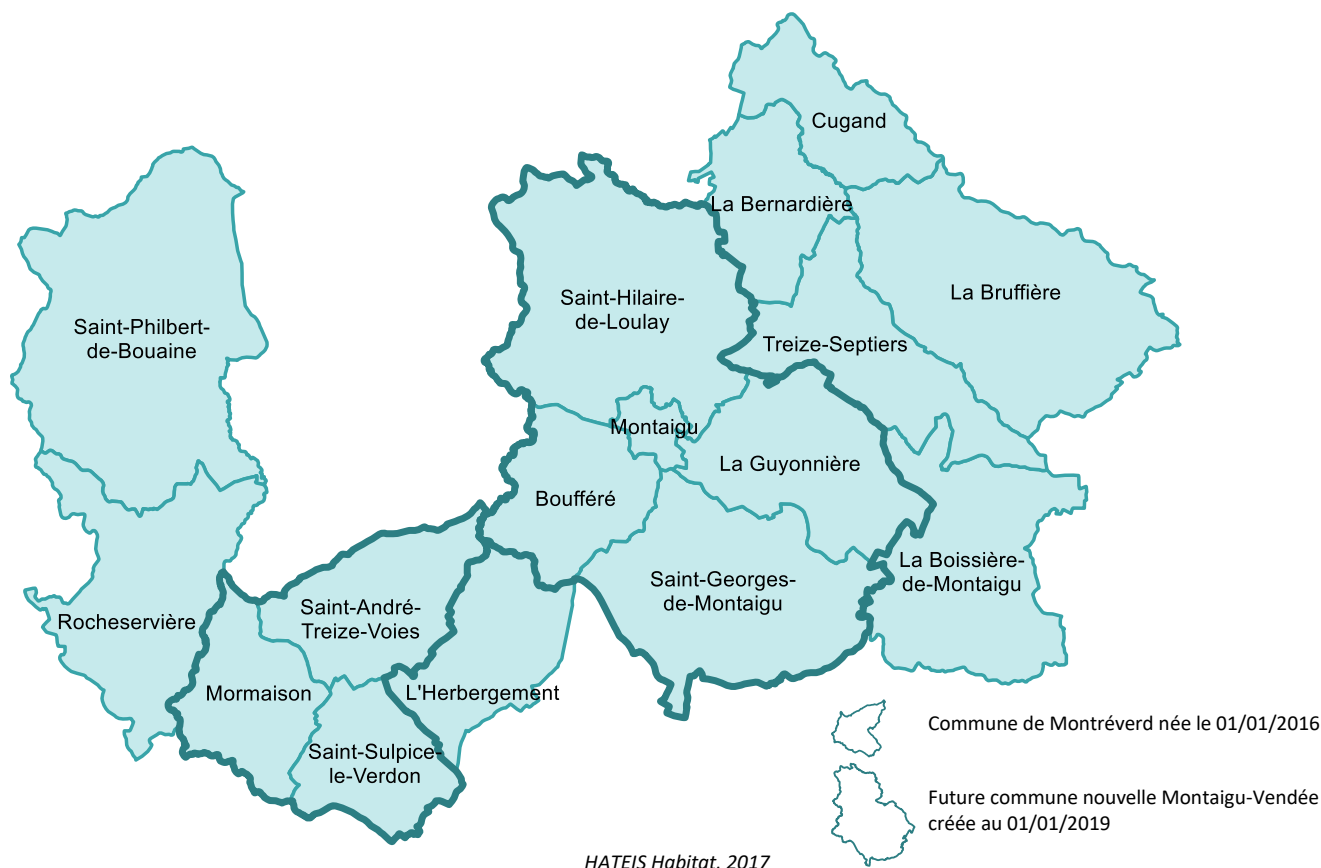 Cugand
La Bernardière
La Bruffière
Saint-Hilaire-
de-Loulay
Saint-Philbert-
de-Bouaine
Treize-Septiers
Montaigu
La Guyonnière
Boufféré
La Boissière-
de-Montaigu
Saint-Georges-
de-Montaigu
Saint-André-
Treize-Voies
Rocheservière
Mormaison
L'Herbergement
Saint-Sulpice-
le-Verdon
Commune de Montréverd née le 01/01/2016
Future commune nouvelle Montaigu-Vendée
créée au 01/01/2019
HATEIS Habitat, 2017